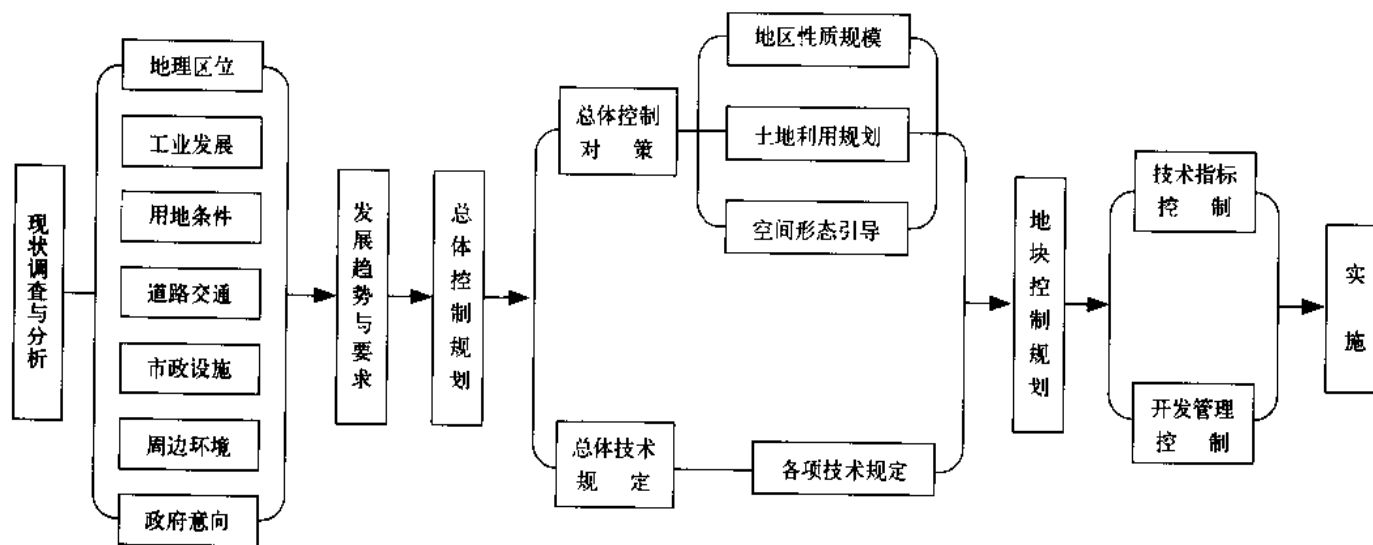 现状调查与分析
地理区位
工业发展
用地条件
道路交通
市政设施
周边环境
政府意向
发展趋势与要求
总体控制规划
总体控制
对 策
地区性质规模
土地利用规划
空间形态引导
总体技术
规 定
各项技术规定
地块控制规划
技术指标
控 制
开发管理
控 制
实施